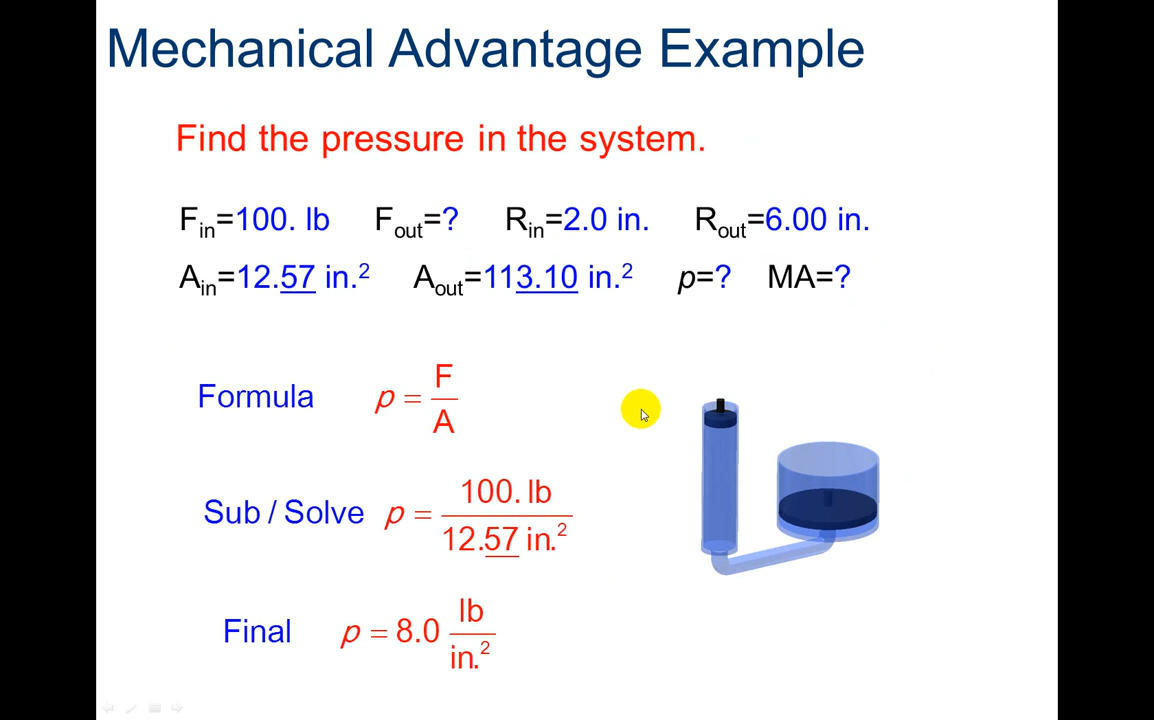 Mechanical Advantage Example
Find the pressure in the system.
F_in=100. lb F_out=? R_in=2.0 in. R_out=6.00 in.
A_in=12.57 in.² A_out=113.10 in.² p=? MA=?
Formula p = F/A
Sub / Solve p = 100. lb / 12.57 in.²
Final p = 8.0 lb/in.²